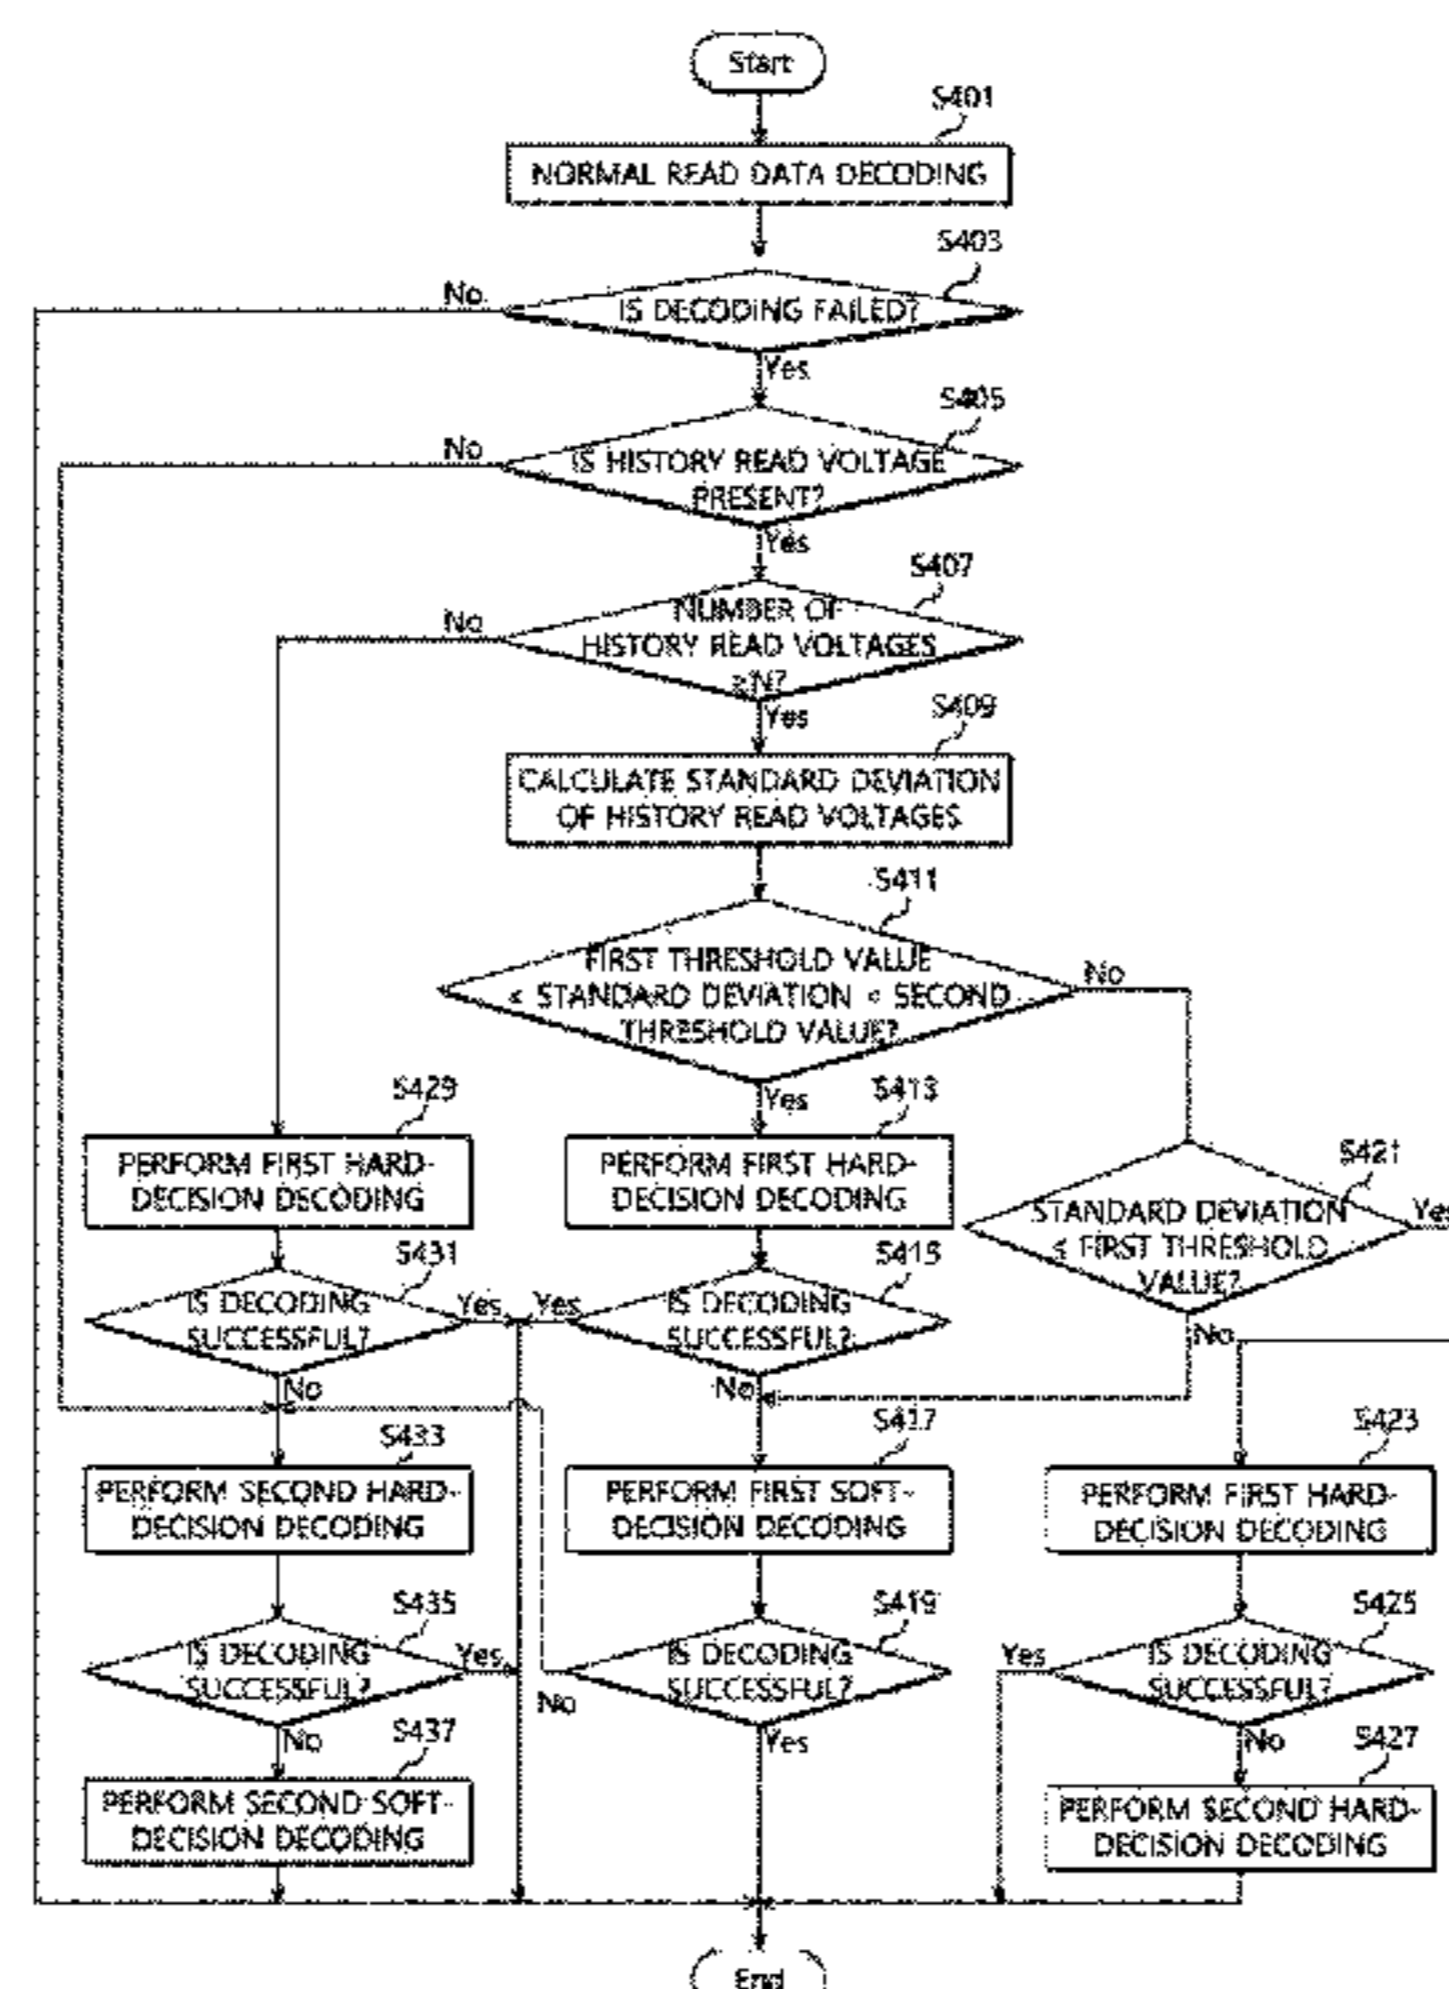 Start
S401
NORMAL READ DATA DECODING
S403
No
IS DECODING FAILED?
Yes
S405
No
IS HISTORY READ VOLTAGE
PRESENT?
Yes
S407
No
NUMBER OF
HISTORY READ VOLTAGES
≥N?
Yes
S409
CALCULATE STANDARD DEVIATION
OF HISTORY READ VOLTAGES
S411
FIRST THRESHOLD VALUE
< STANDARD DEVIATION < SECOND
THRESHOLD VALUE?
No
Yes
S429
PERFORM FIRST HARD-
DECISION DECODING
S413
PERFORM FIRST HARD-
DECISION DECODING
S421
STANDARD DEVIATION
≤ FIRST THRESHOLD
VALUE?
Yes
No
S431
IS DECODING
SUCCESSFUL?
Yes
No
S415
Yes
IS DECODING
SUCCESSFUL?
No
S433
PERFORM SECOND HARD-
DECISION DECODING
S417
PERFORM FIRST SOFT-
DECISION DECODING
S423
PERFORM FIRST HARD-
DECISION DECODING
S435
IS DECODING
SUCCESSFUL?
Yes
No
S419
IS DECODING
SUCCESSFUL?
No
Yes
S425
Yes
IS DECODING
SUCCESSFUL?
No
S437
PERFORM SECOND SOFT-
DECISION DECODING
S427
PERFORM SECOND HARD-
DECISION DECODING
End